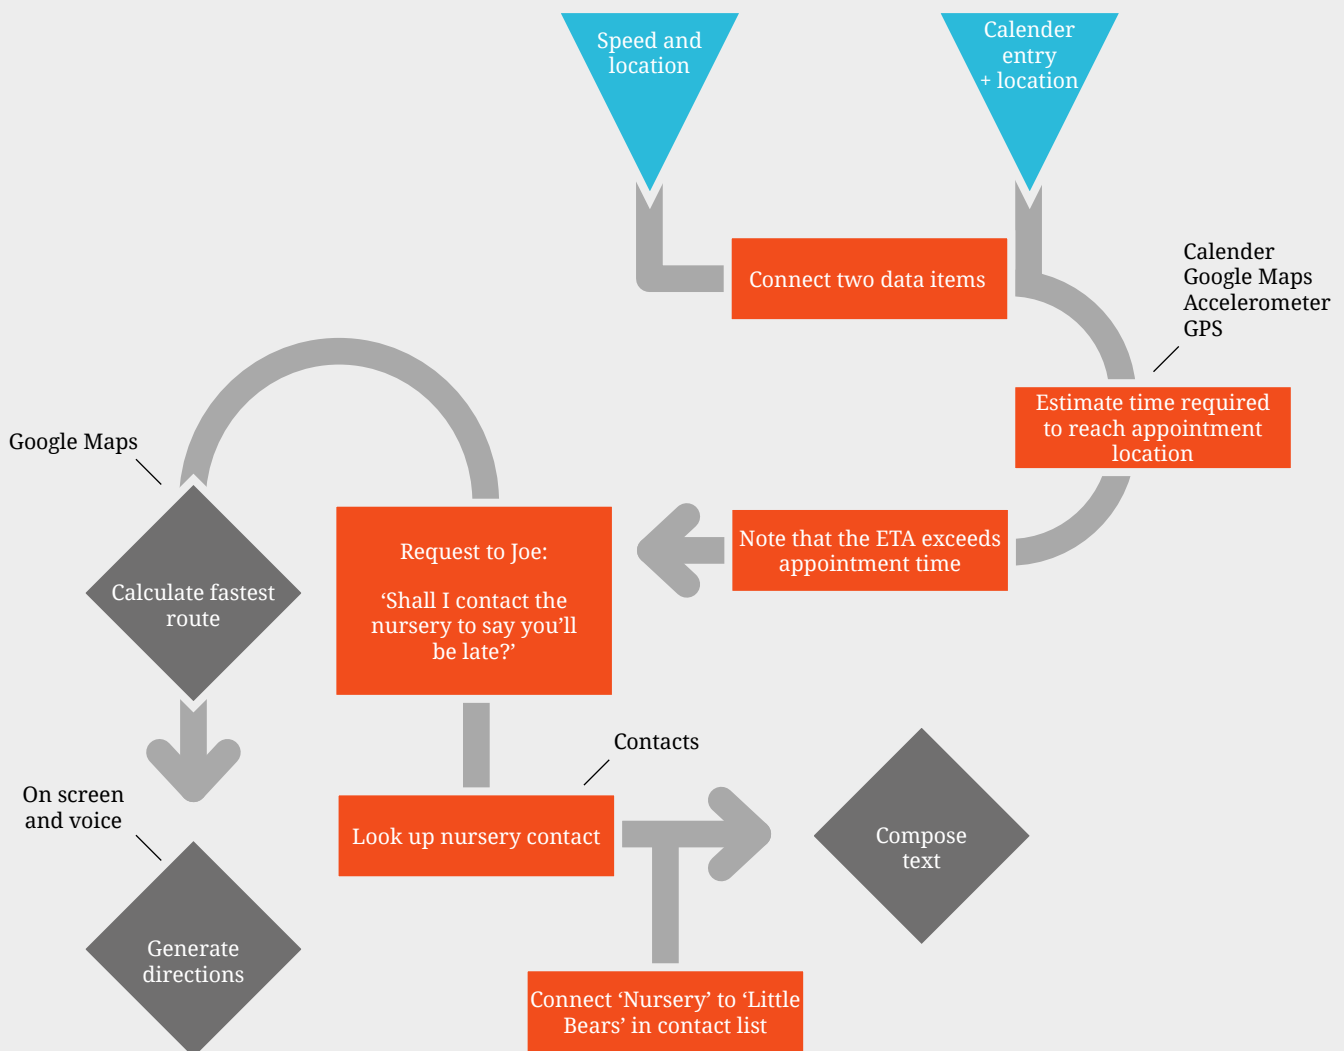 Speed and
location
Calender
entry
+ location
Connect two data items
Calender
Google Maps
Accelerometer
GPS
Estimate time required
to reach appointment
location
Note that the ETA exceeds
appointment time
Google Maps
Request to Joe:
‘Shall I contact the
nursery to say you’ll
be late?’
Calculate fastest
route
Contacts
Look up nursery contact
On screen
and voice
Compose
text
Generate
directions
Connect ‘Nursery’ to ‘Little
Bears’ in contact list